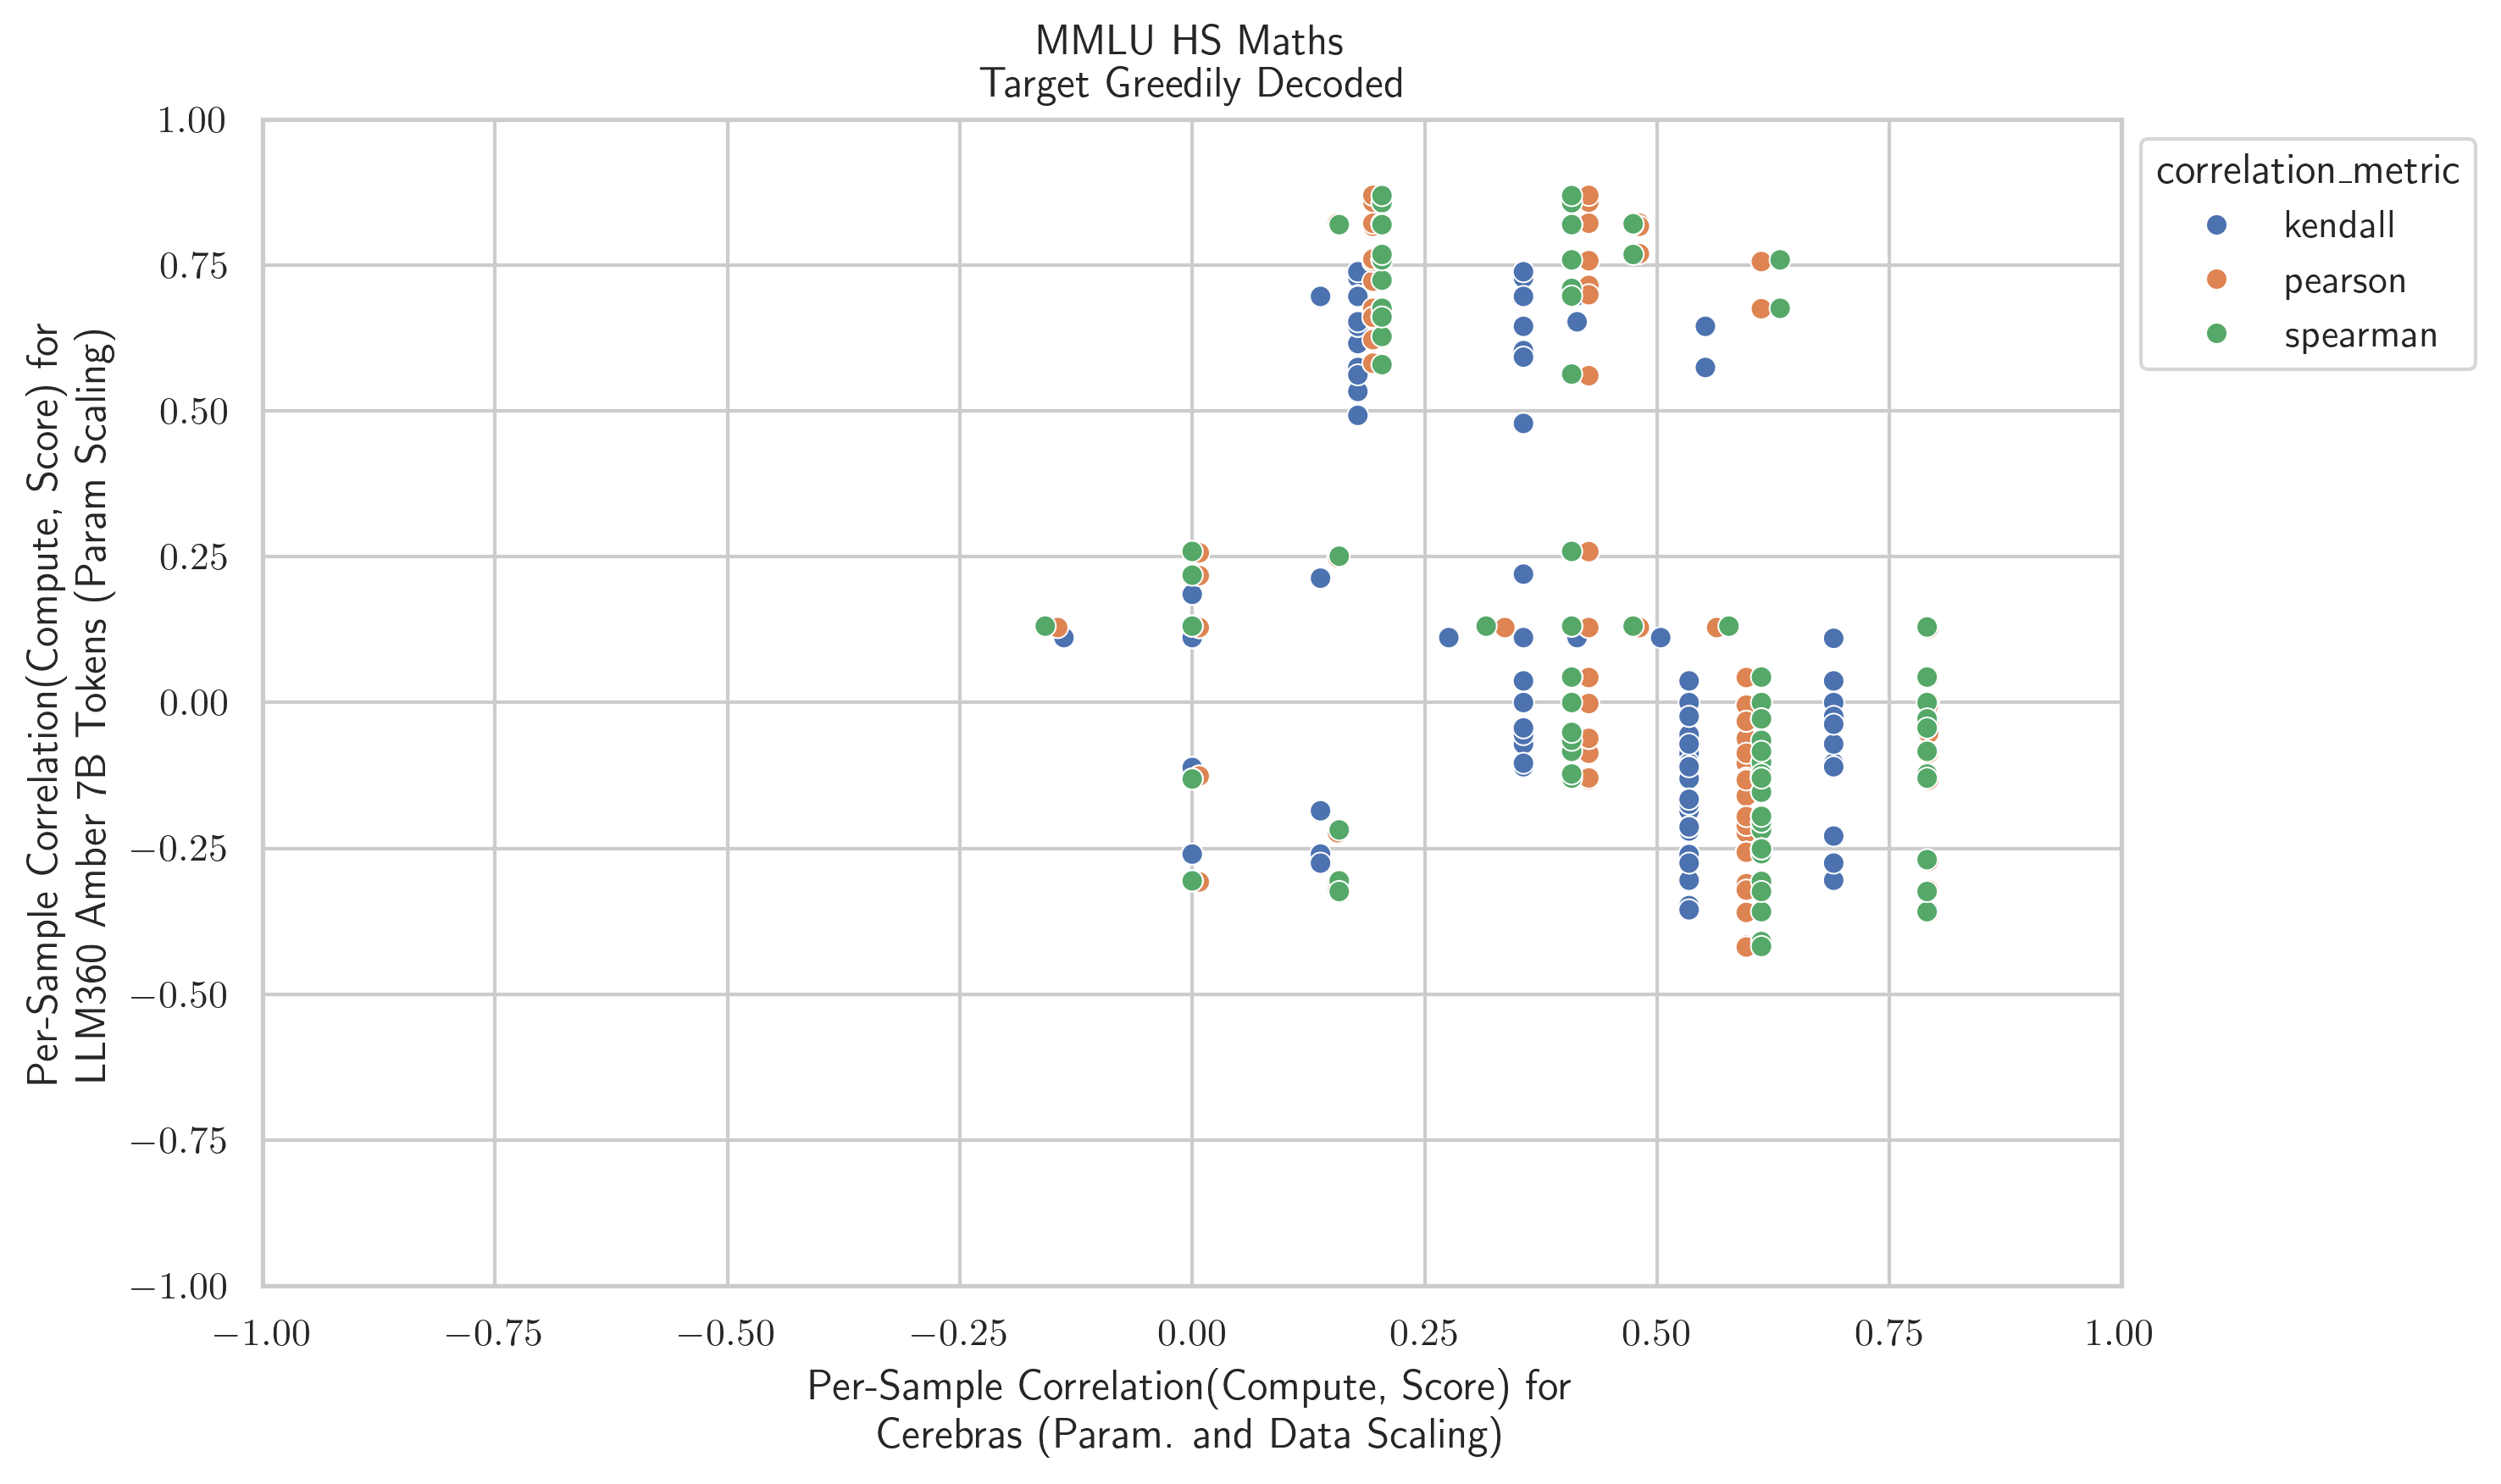 MMLU HS Maths
Target Greedily Decoded
1.00
0.75
0.50
0.25
0.00
−0.25
−0.50
−0.75
−1.00
Per-Sample Correlation(Compute, Score) for
LLM360 Amber 7B Tokens (Param Scaling)
−1.00 −0.75 −0.50 −0.25 0.00 0.25 0.50 0.75 1.00
Per-Sample Correlation(Compute, Score) for
Cerebras (Param. and Data Scaling)
correlation_metric
kendall
pearson
spearman